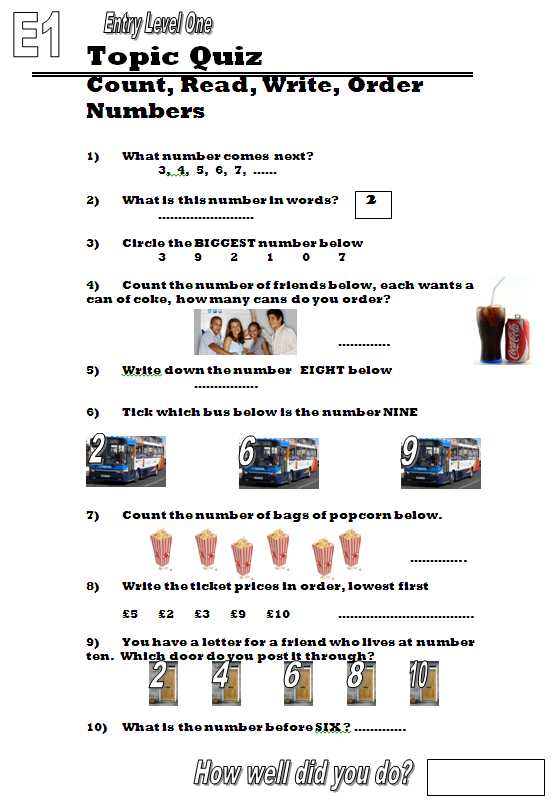 E1
Entry Level One
Topic Quiz
Count, Read, Write, Order
Numbers
1) What number comes next?
3, 4, 5, 6, 7, ......
2) What is this number in words? 2
........................
3) Circle the BIGGEST number below
3 9 2 1 0 7
4) Count the number of friends below, each wants a
can of coke, how many cans do you order?
Coca-Cola
.............
5) Write down the number EIGHT below
................
6) Tick which bus below is the number NINE
2 6 9
7) Count the number of bags of popcorn below.
..............
8) Write the ticket prices in order, lowest first
£5 £2 £3 £9 £10 ..................................
9) You have a letter for a friend who lives at number
ten. Which door do you post it through?
2 4 6 8 10
10) What is the number before SIX? .............
How well did you do?